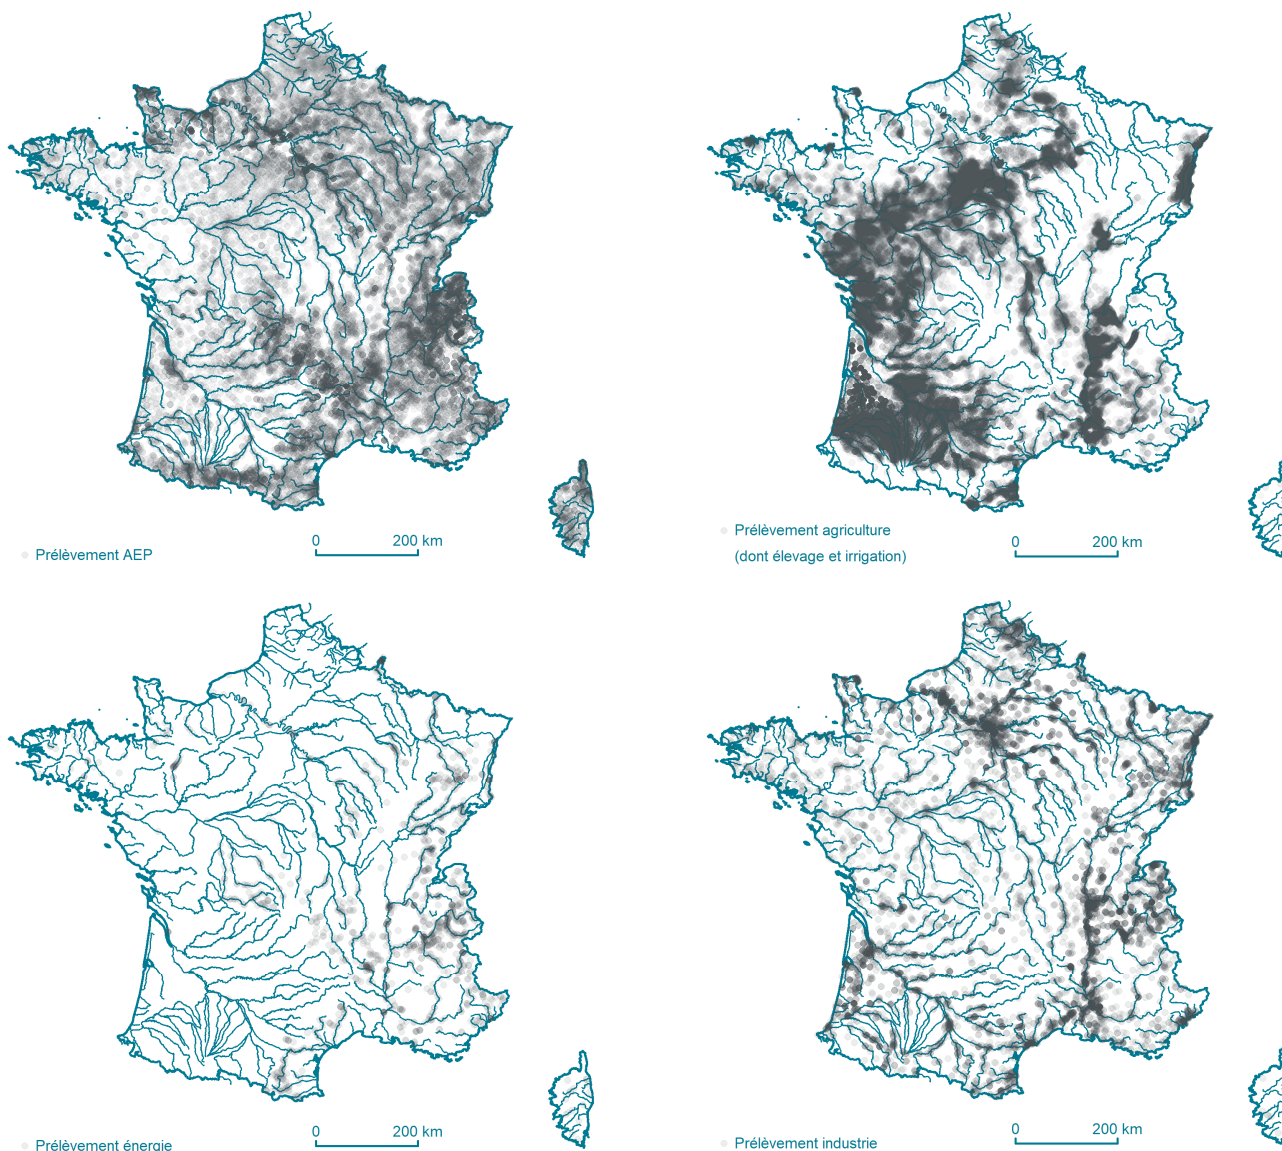 Prélèvement AEP
0 200 km
Prélèvement agriculture
(dont élevage et irrigation)
0 200 km
Prélèvement énergie
0 200 km
Prélèvement industrie
0 200 km